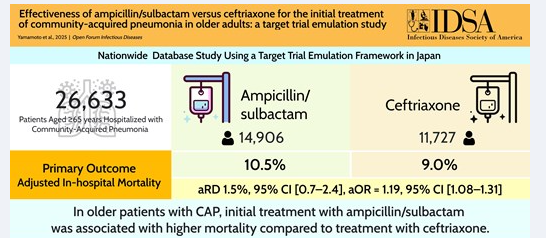 Effectiveness of ampicillin/sulbactam versus ceftriaxone for the initial treatment
of community-acquired pneumonia in older adults: a target trial emulation study
Yamamoto et al., 2025 | Open Forum Infectious Diseases
IDSA
Infectious Diseases Society of America
Nationwide Database Study Using a Target Trial Emulation Framework in Japan
26,633
Patients Aged ≥65 years Hospitalized with
Community-Acquired Pneumonia
Ampicillin/
sulbactam
14,906
Ceftriaxone
11,727
Primary Outcome
Adjusted In-hospital Mortality
10.5%
9.0%
aRD 1.5%, 95% CI [0.7–2.4], aOR = 1.19, 95% CI [1.08–1.31]
In older patients with CAP, initial treatment with ampicillin/sulbactam
was associated with higher mortality compared to treatment with ceftriaxone.